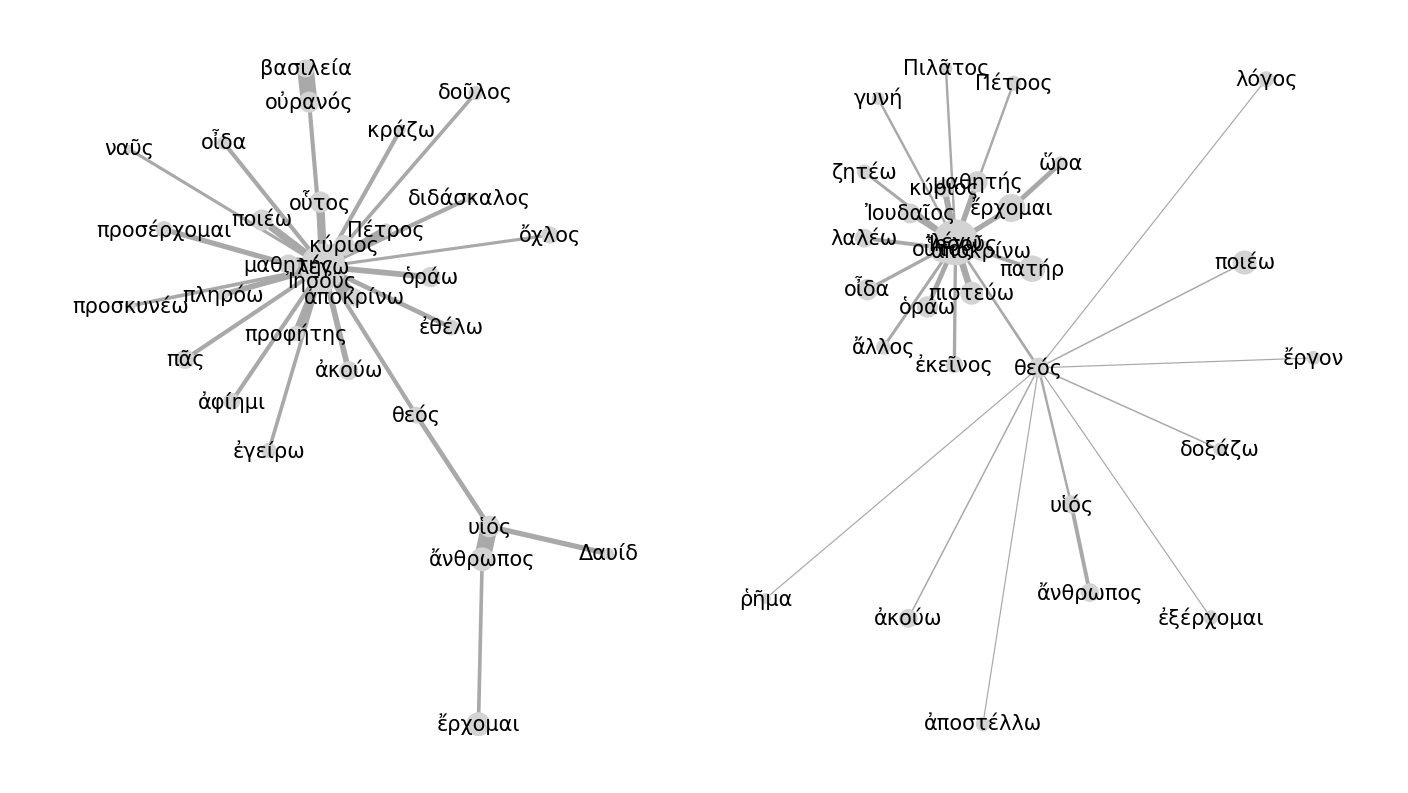 βασιλεία
οὐρανός
δοῦλος
κράζω
οἶδα
ναῦς
διδάσκαλος
οὗτος
ποιέω
προσέρχομαι
Πέτρος
ὄχλος
κύριος
μαθητής
λέγω
ὁράω
Ἰησοῦς
ἀποκρίνω
πληρόω
προσκυνέω
ἐθέλω
προφήτης
πᾶς
ἀκούω
ἀφίημι
θεός
ἐγείρω
υἱός
Δαυίδ
ἄνθρωπος
ἔρχομαι
Πιλᾶτος
Πέτρος
λόγος
γυνή
ὥρα
ζητέω
μαθητής
κύριος
ἔρχομαι
Ἰουδαῖος
λαλέω
ἀποκρίνω
ποιέω
πατήρ
οἶδα
πιστεύω
ὁράω
ἄλλος
ἐκεῖνος
θεός
ἔργον
δοξάζω
υἱός
ῥῆμα
ἄνθρωπος
ἀκούω
ἐξέρχομαι
ἀποστέλλω